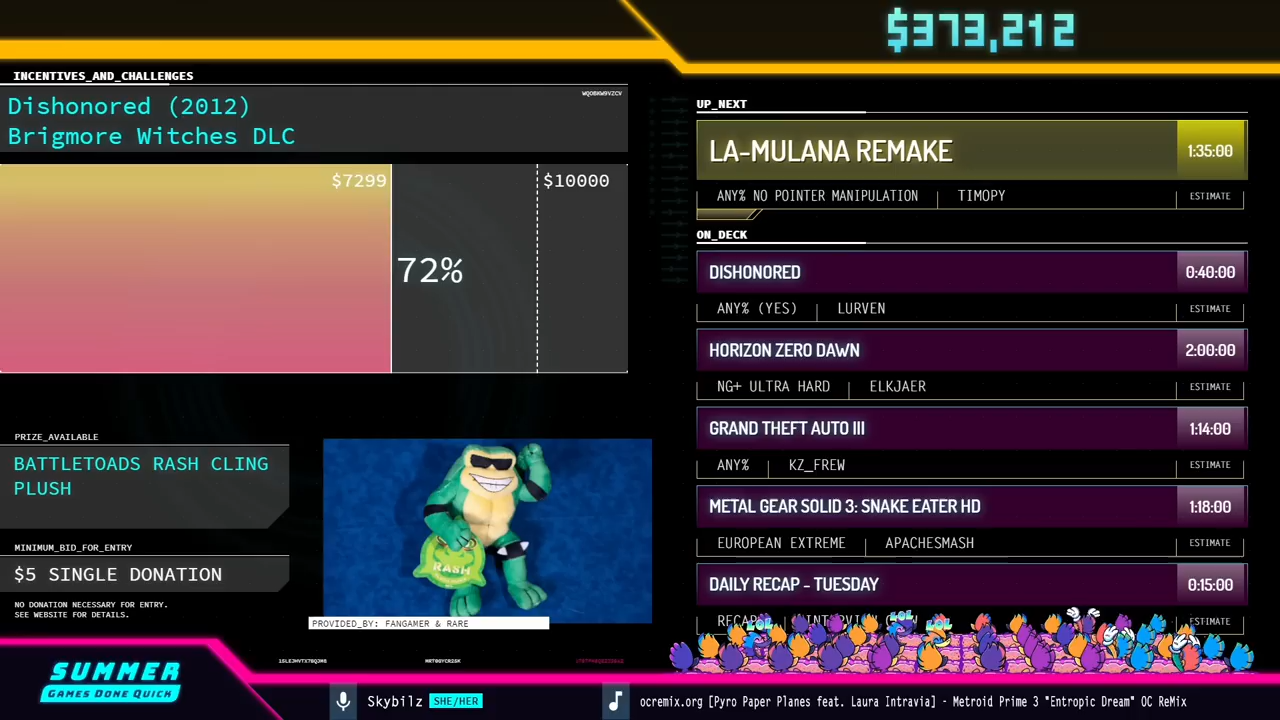 $373,212
INCENTIVES_AND_CHALLENGES
Dishonored (2012)
Brigmore Witches DLC
$7299
$10000
72%
PRIZE_AVAILABLE
BATTLETOADS RASH CLING
PLUSH
MINIMUM_BID_FOR_ENTRY
$5 SINGLE DONATION
NO DONATION NECESSARY FOR ENTRY.
SEE WEBSITE FOR DETAILS.
RASH
PROVIDED_BY: FANGAMER & RARE
UP_NEXT
LA-MULANA REMAKE
1:35:00
ANY% NO POINTER MANIPULATION
TIMOPY
ESTIMATE
ON_DECK
DISHONORED
0:40:00
ANY% (YES)
LURVEN
ESTIMATE
HORIZON ZERO DAWN
2:00:00
NG+ ULTRA HARD
ELKJAER
ESTIMATE
GRAND THEFT AUTO III
1:14:00
ANY%
KZ_FREW
ESTIMATE
METAL GEAR SOLID 3: SNAKE EATER HD
1:18:00
EUROPEAN EXTREME
APACHESMASH
ESTIMATE
DAILY RECAP - TUESDAY
0:15:00
ESTIMATE
LOL
LOL
LOL
SUMMER
GAMES DONE QUICK
Skybilz
SHE/HER
ocremix.org [Pyro Paper Planes feat. Laura Intravia] - Metroid Prime 3 "Entropic Dream" OC ReMix